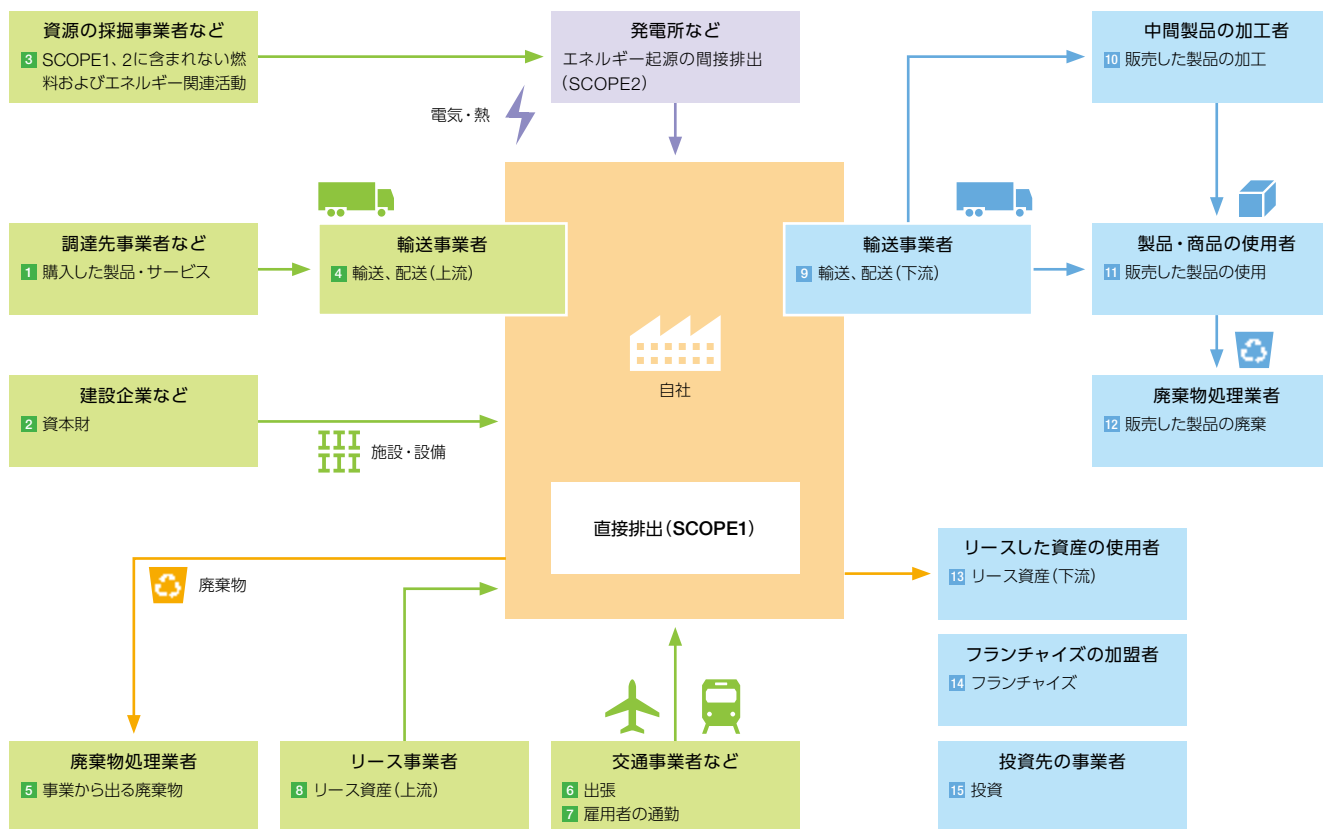 資源の採掘事業者など
3 SCOPE1、2に含まれない燃
料およびエネルギー関連活動
発電所など
エネルギー起源の間接排出
(SCOPE2)
電気・熱
中間製品の加工者
10 販売した製品の加工
調達先事業者など
1 購入した製品・サービス
輸送事業者
4 輸送、配送(上流)
輸送事業者
9 輸送、配送(下流)
製品・商品の使用者
11 販売した製品の使用
自社
建設企業など
2 資本財
施設・設備
廃棄物処理業者
12 販売した製品の廃棄
直接排出(SCOPE1)
廃棄物
リースした資産の使用者
13 リース資産(下流)
フランチャイズの加盟者
14 フランチャイズ
廃棄物処理業者
5 事業から出る廃棄物
リース事業者
8 リース資産(上流)
交通事業者など
6 出張
7 雇用者の通勤
投資先の事業者
15 投資